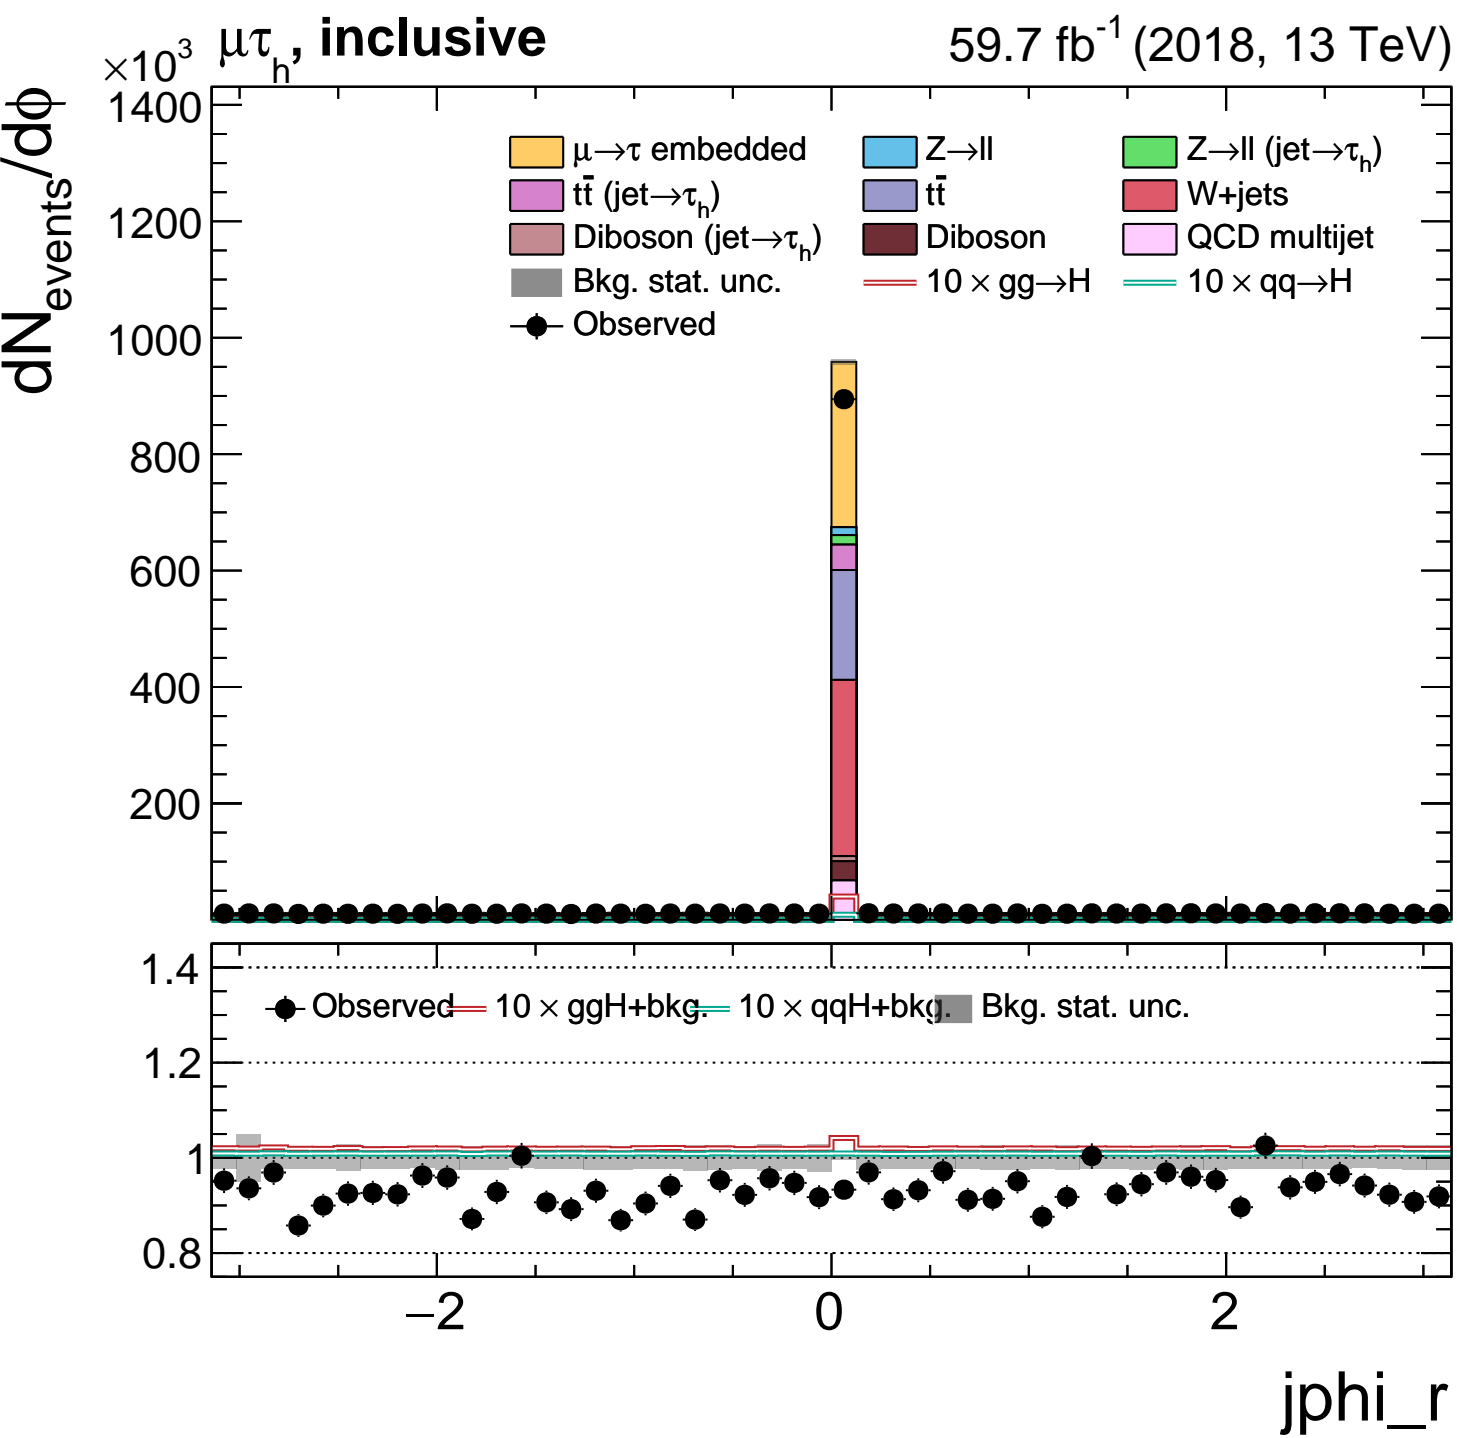 ×10³ μτh, inclusive 59.7 fb⁻¹ (2018, 13 TeV)
dNevents/dϕ
1400
1200
1000
800
600
400
200
μ→τ embedded Z→ll Z→ll (jet→τh)
tt̄ (jet→τh) tt̄ W+jets
Diboson (jet→τh) Diboson QCD multijet
Bkg. stat. unc. 10 × gg→H 10 × qq→H
Observed
1.4
1.2
1
0.8
Observed 10 × ggH+bkg. 10 × qqH+bkg. Bkg. stat. unc.
−2 0 2
jphi_r